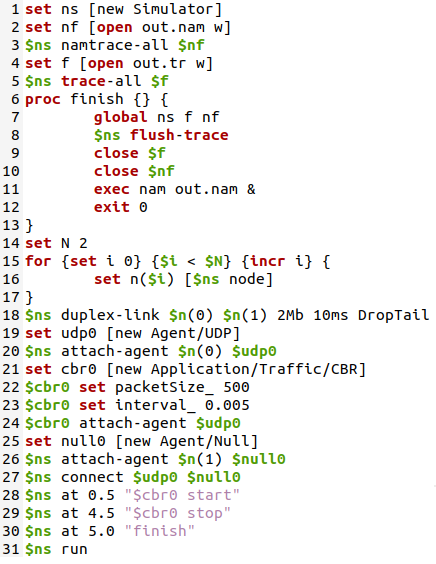 1 set ns [new Simulator]
2 set nf [open out.nam w]
3 $ns namtrace-all $nf
4 set f [open out.tr w]
5 $ns trace-all $f
6 proc finish {} {
7         global ns f nf
8         $ns flush-trace
9         close $f
10         close $nf
11         exec nam out.nam &
12         exit 0
13 }
14 set N 2
15 for {set i 0} {$i < $N} {incr i} {
16         set n($i) [$ns node]
17 }
18 $ns duplex-link $n(0) $n(1) 2Mb 10ms DropTail
19 set udp0 [new Agent/UDP]
20 $ns attach-agent $n(0) $udp0
21 set cbr0 [new Application/Traffic/CBR]
22 $cbr0 set packetSize_ 500
23 $cbr0 set interval_ 0.005
24 $cbr0 attach-agent $udp0
25 set null0 [new Agent/Null]
26 $ns attach-agent $n(1) $null0
27 $ns connect $udp0 $null0
28 $ns at 0.5 "$cbr0 start"
29 $ns at 4.5 "$cbr0 stop"
30 $ns at 5.0 "finish"
31 $ns run